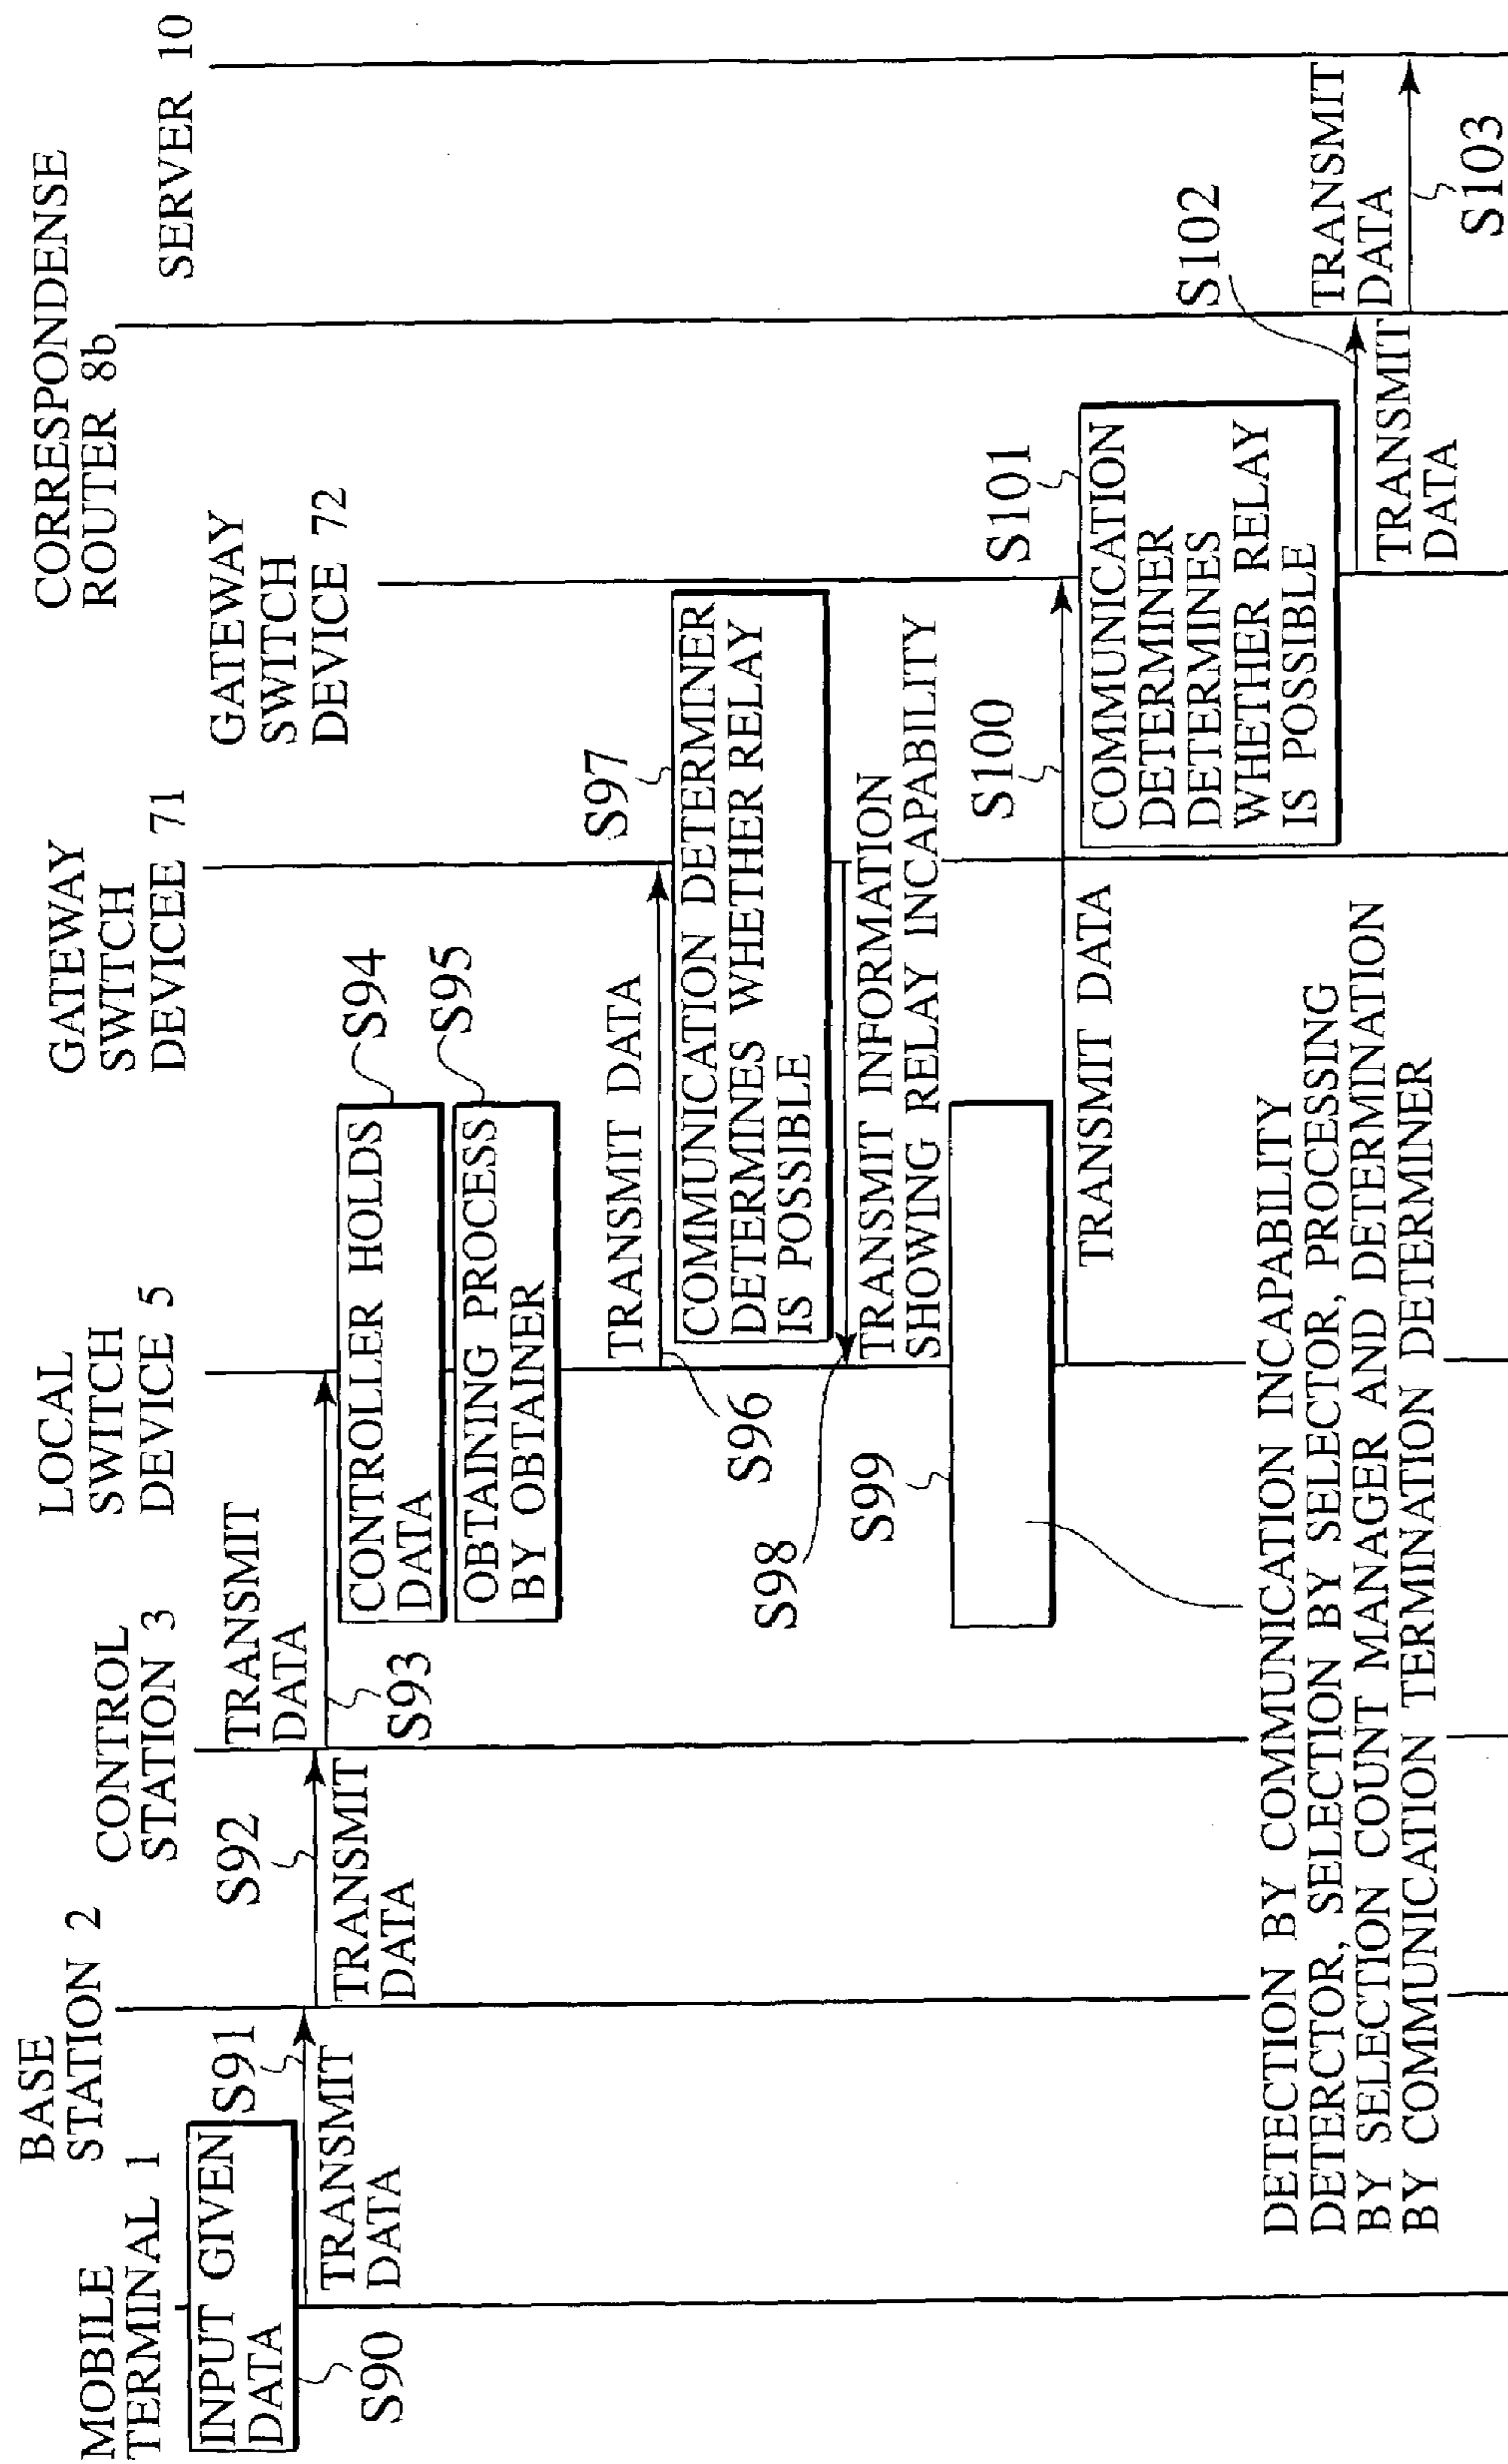 MOBILE
TERMINAL 1
BASE
STATION 2
CONTROL
STATION 3
LOCAL
SWITCH
DEVICE 5
GATEWAY
SWITCH
DEVICEE 71
GATEWAY
SWITCH
DEVICE 72
CORRESPONDENSE
ROUTER 8b
SERVER 10
INPUT GIVEN
DATA
S90
S91
TRANSMIT
DATA
S92
TRANSMIT
DATA
TRANSMIT
DATA
S93
CONTROLLER HOLDS
DATA
S94
OBTAINING PROCESS
BY OBTAINER
S95
TRANSMIT DATA
S96
S97
COMMUNICATION DETERMINER
DETERMINES WHETHER RELAY
IS POSSIBLE
S98
TRANSMIT INFORMATION
SHOWING RELAY INCAPABILITY
S99
S100
TRANSMIT DATA
S101
COMMUNICATION
DETERMINER
DETERMINES
WHETHER RELAY
IS POSSIBLE
S102
TRANSMIT
DATA
TRANSMIT
DATA
S103
DETECTION BY COMMUNICATION INCAPABILITY
DETERCTOR, SELECTION BY SELECTOR, PROCESSING
BY SELECTION COUNT MANAGER AND DETERMINATION
BY COMMUNICATION TERMINATION DETERMINER